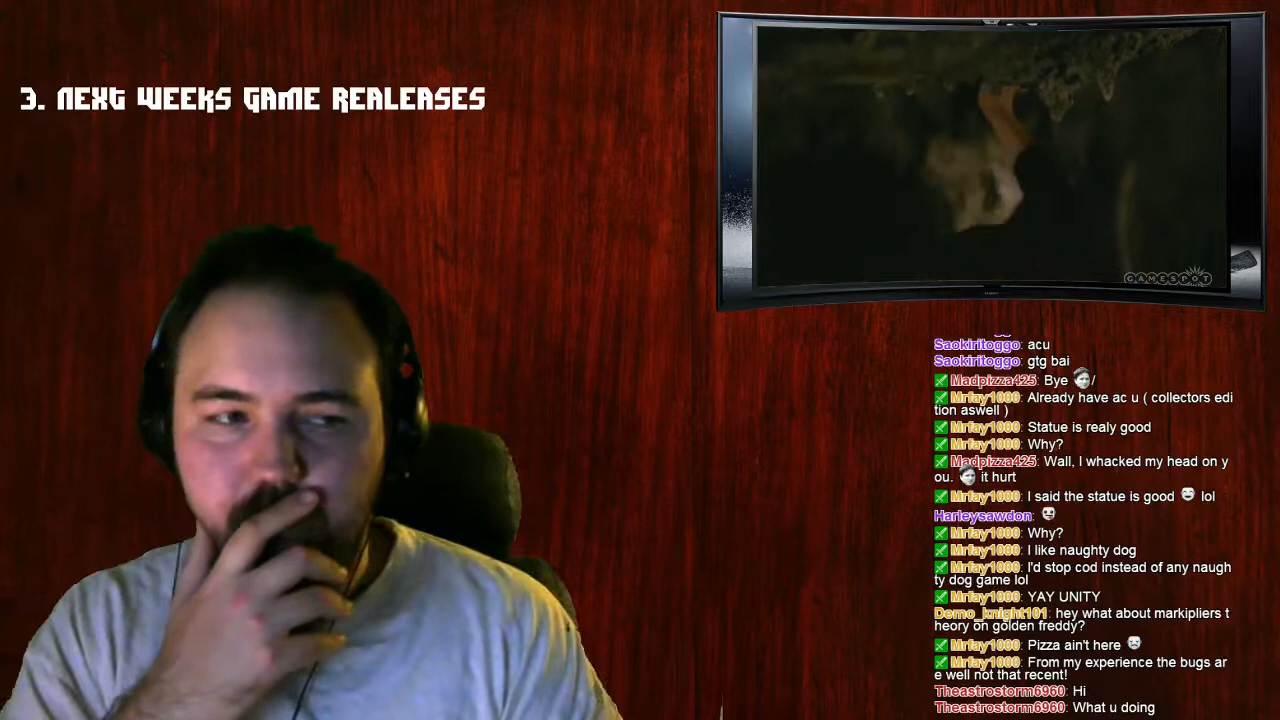 3. NEXT WEEKS GAME REALEASES
GAMESPOT
Saokiritoggo: acu
Saokiritoggo: gtg bai
Madpizza425: Bye /
Mrfay1000: Already have ac u ( collectors edi
tion aswell )
Mrfay1000: Statue is realy good
Mrfay1000: Why?
Madpizza425: Wall, I whacked my head on y
ou. it hurt
Mrfay1000: I said the statue is good lol
Harleysawdon:
Mrfay1000: Why?
Mrfay1000: I like naughty dog
Mrfay1000: I'd stop cod instead of any naugh
ty dog game lol
Mrfay1000: YAY UNITY
Demo_knight101: hey what about markipliers t
heory on golden freddy?
Mrfay1000: Pizza ain't here
Mrfay1000: From my experience the bugs ar
e well not that recent!
Theastrostorm6960: Hi
Theastrostorm6960: What u doing